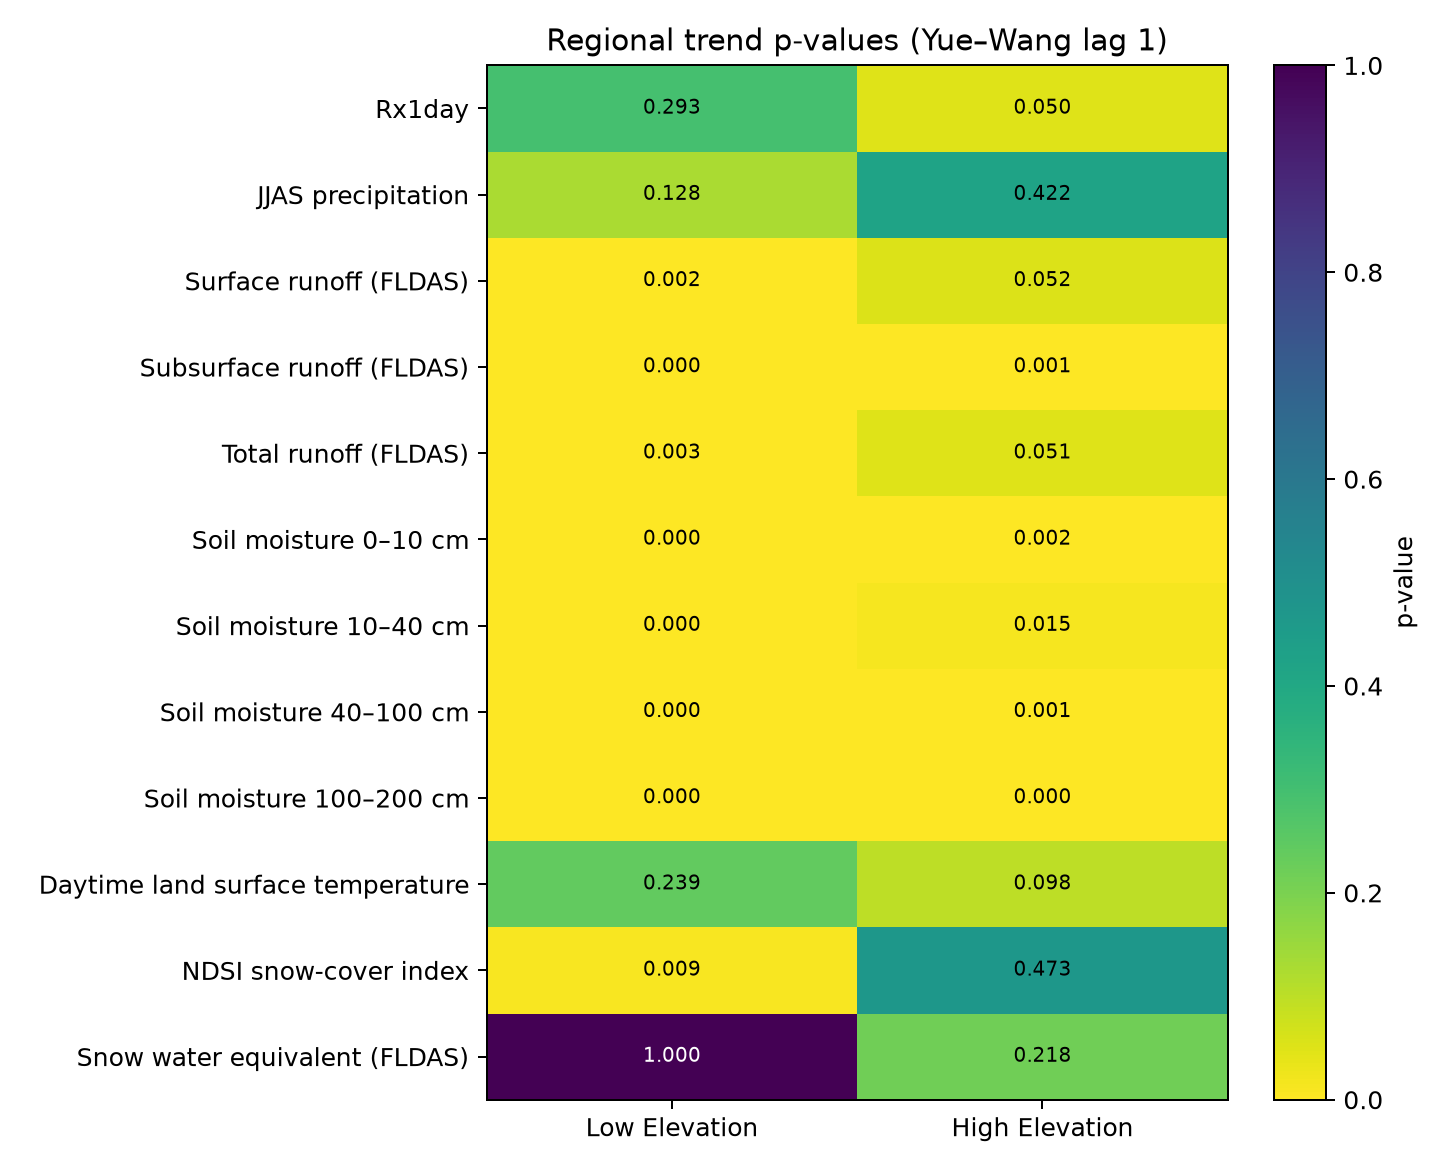 Regional trend p-values (Yue–Wang lag 1)
Rx1day 0.293 0.050
JJAS precipitation 0.128 0.422
Surface runoff (FLDAS) 0.002 0.052
Subsurface runoff (FLDAS) 0.000 0.001
Total runoff (FLDAS) 0.003 0.051
Soil moisture 0–10 cm 0.000 0.002
Soil moisture 10–40 cm 0.000 0.015
Soil moisture 40–100 cm 0.000 0.001
Soil moisture 100–200 cm 0.000 0.000
Daytime land surface temperature 0.239 0.098
NDSI snow-cover index 0.009 0.473
Snow water equivalent (FLDAS) 1.000 0.218
Low Elevation High Elevation
1.0
0.8
0.6
0.4
0.2
0.0
p-value